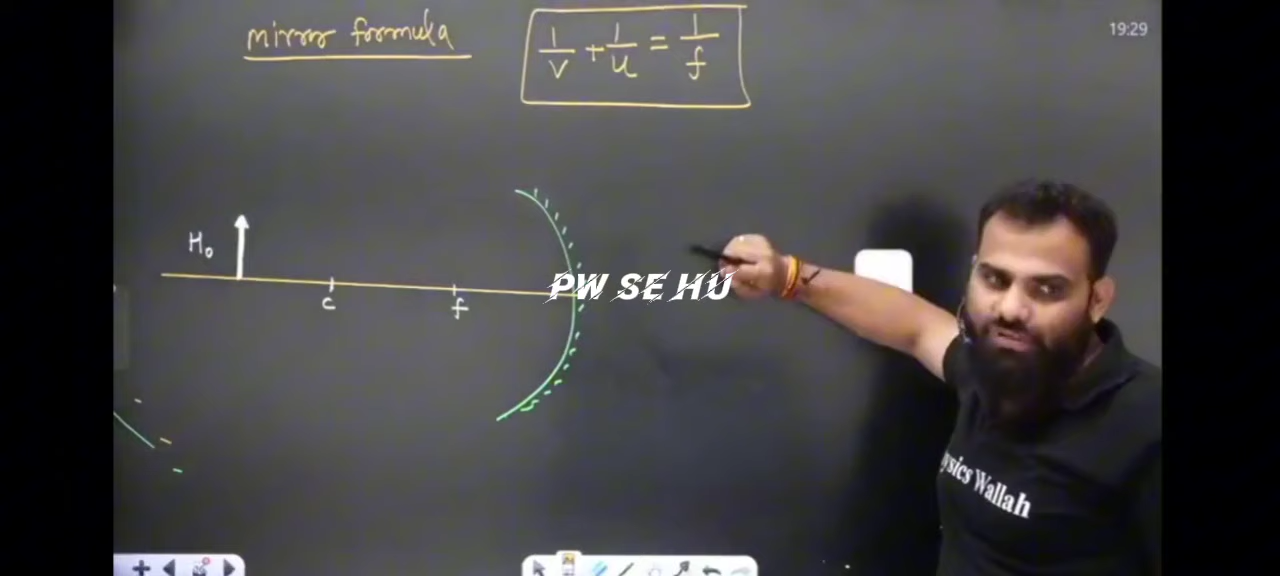 mirror formula
1/v + 1/u = 1/f
19:29
H₀
c
f
PW SE HU
ysics Wallah